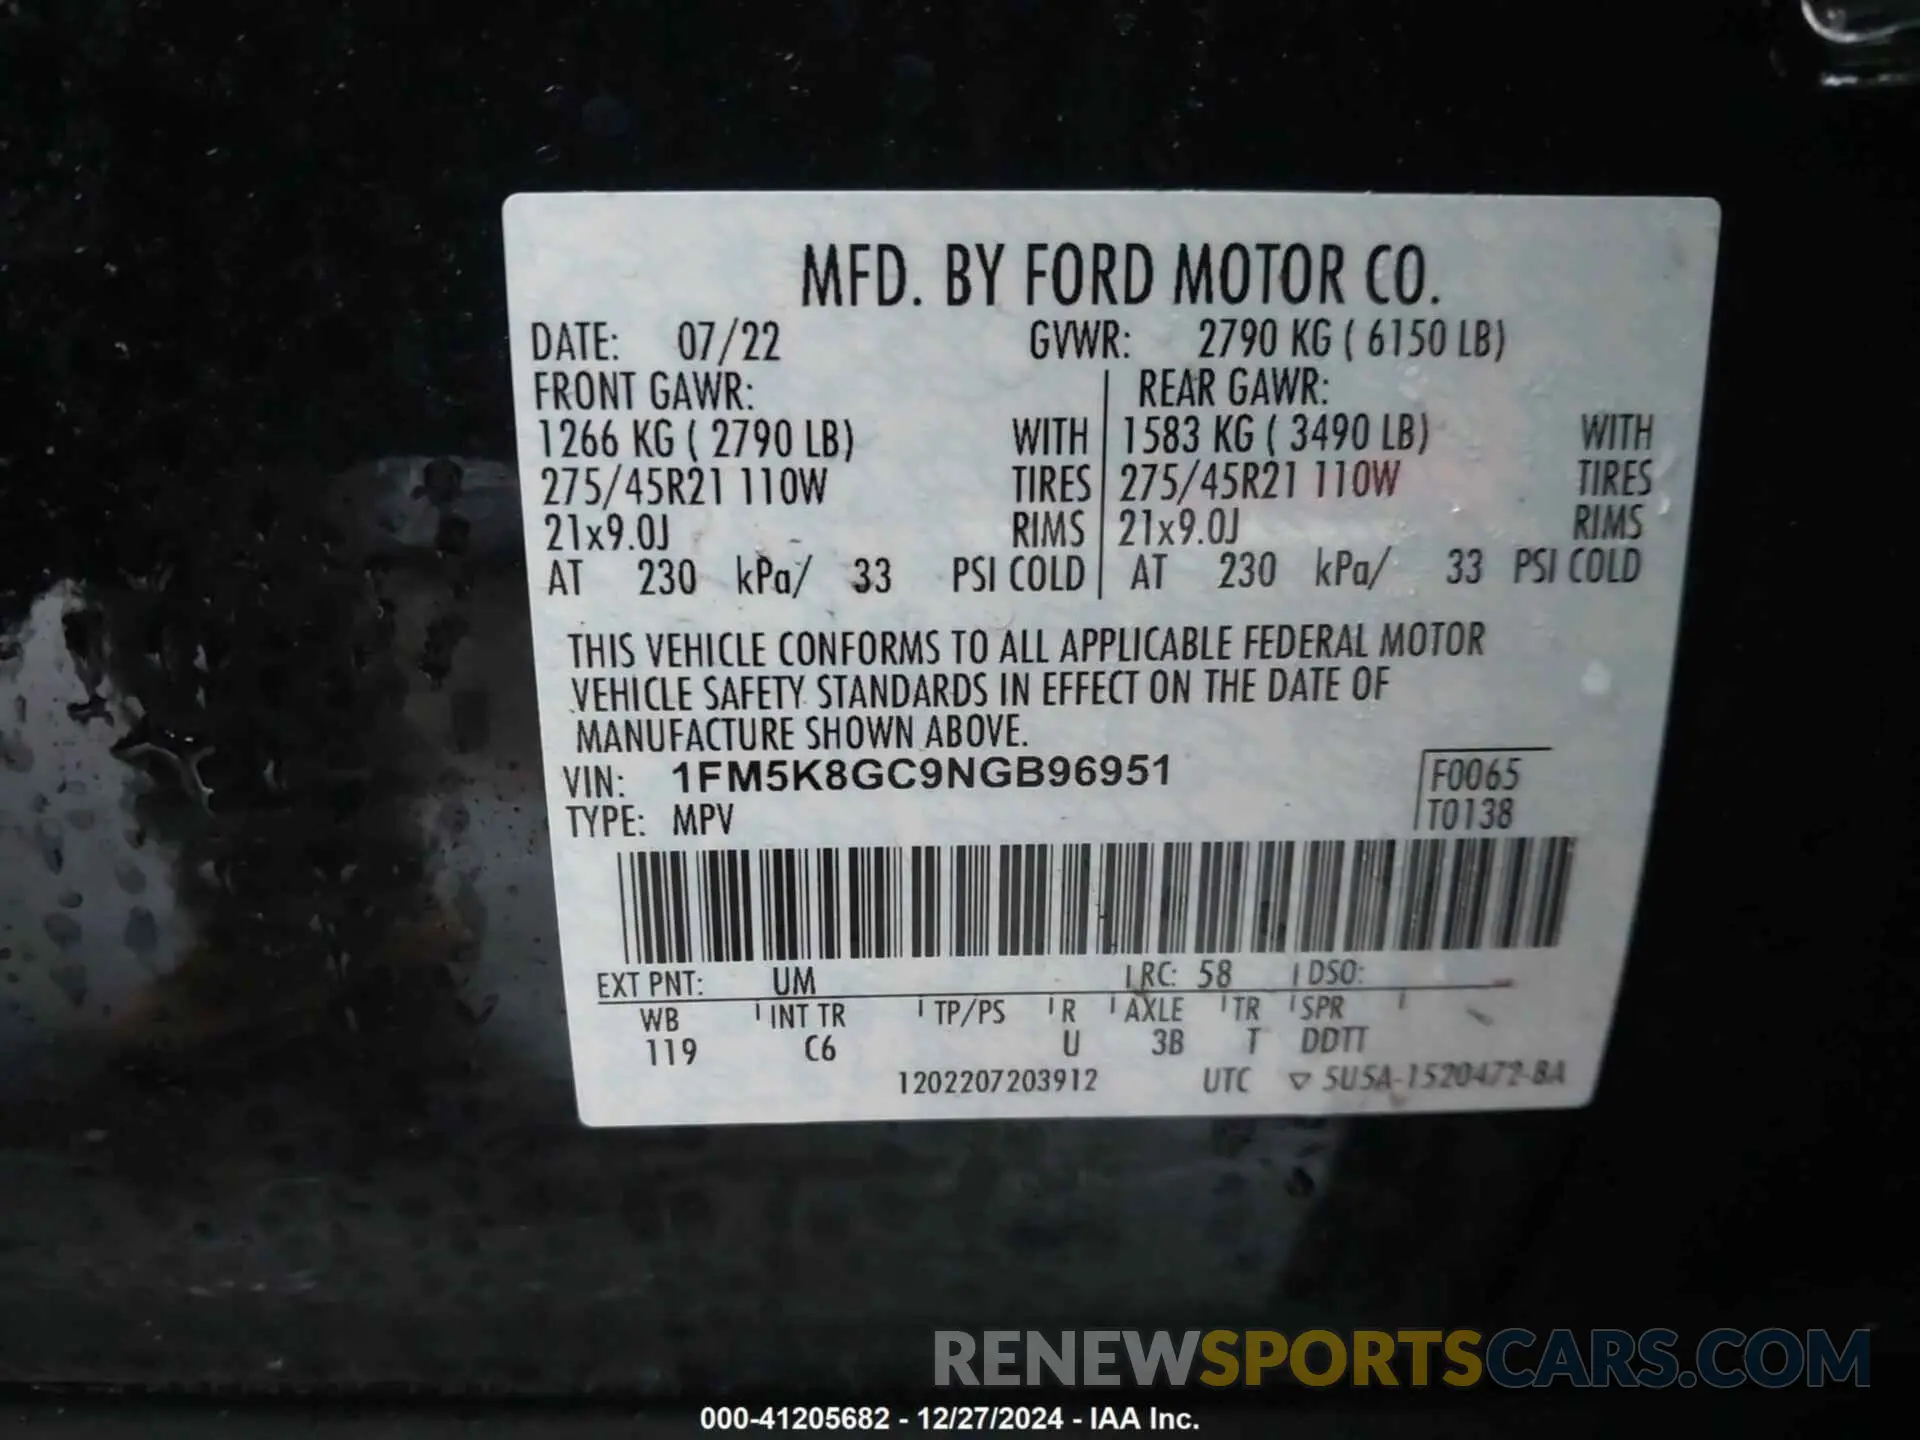 MFD. BY FORD MOTOR CO.
DATE: 07/22 GVWR: 2790 KG ( 6150 LB)
FRONT GAWR: REAR GAWR:
1266 KG ( 2790 LB) WITH 1583 KG ( 3490 LB) WITH
275/45R21 110W TIRES 275/45R21 110W TIRES
21x9.0J RIMS 21x9.0J RIMS
AT 230 kPa/ 33 PSI COLD AT 230 kPa/ 33 PSI COLD
THIS VEHICLE CONFORMS TO ALL APPLICABLE FEDERAL MOTOR
VEHICLE SAFETY STANDARDS IN EFFECT ON THE DATE OF
MANUFACTURE SHOWN ABOVE.
VIN: 1FM5K8GC9NGB96951 F0065
TYPE: MPV T0138
EXT PNT: UM RC: 58 DSO:
WB INT TR TP/PS R AXLE TR SPR
119 C6 U 3B T DDTT
1202207203912 UTC ▽ 5U5A-1520472-BA
RENEWSPORTSCARS.COM
000-41205682 - 12/27/2024 - IAA Inc.